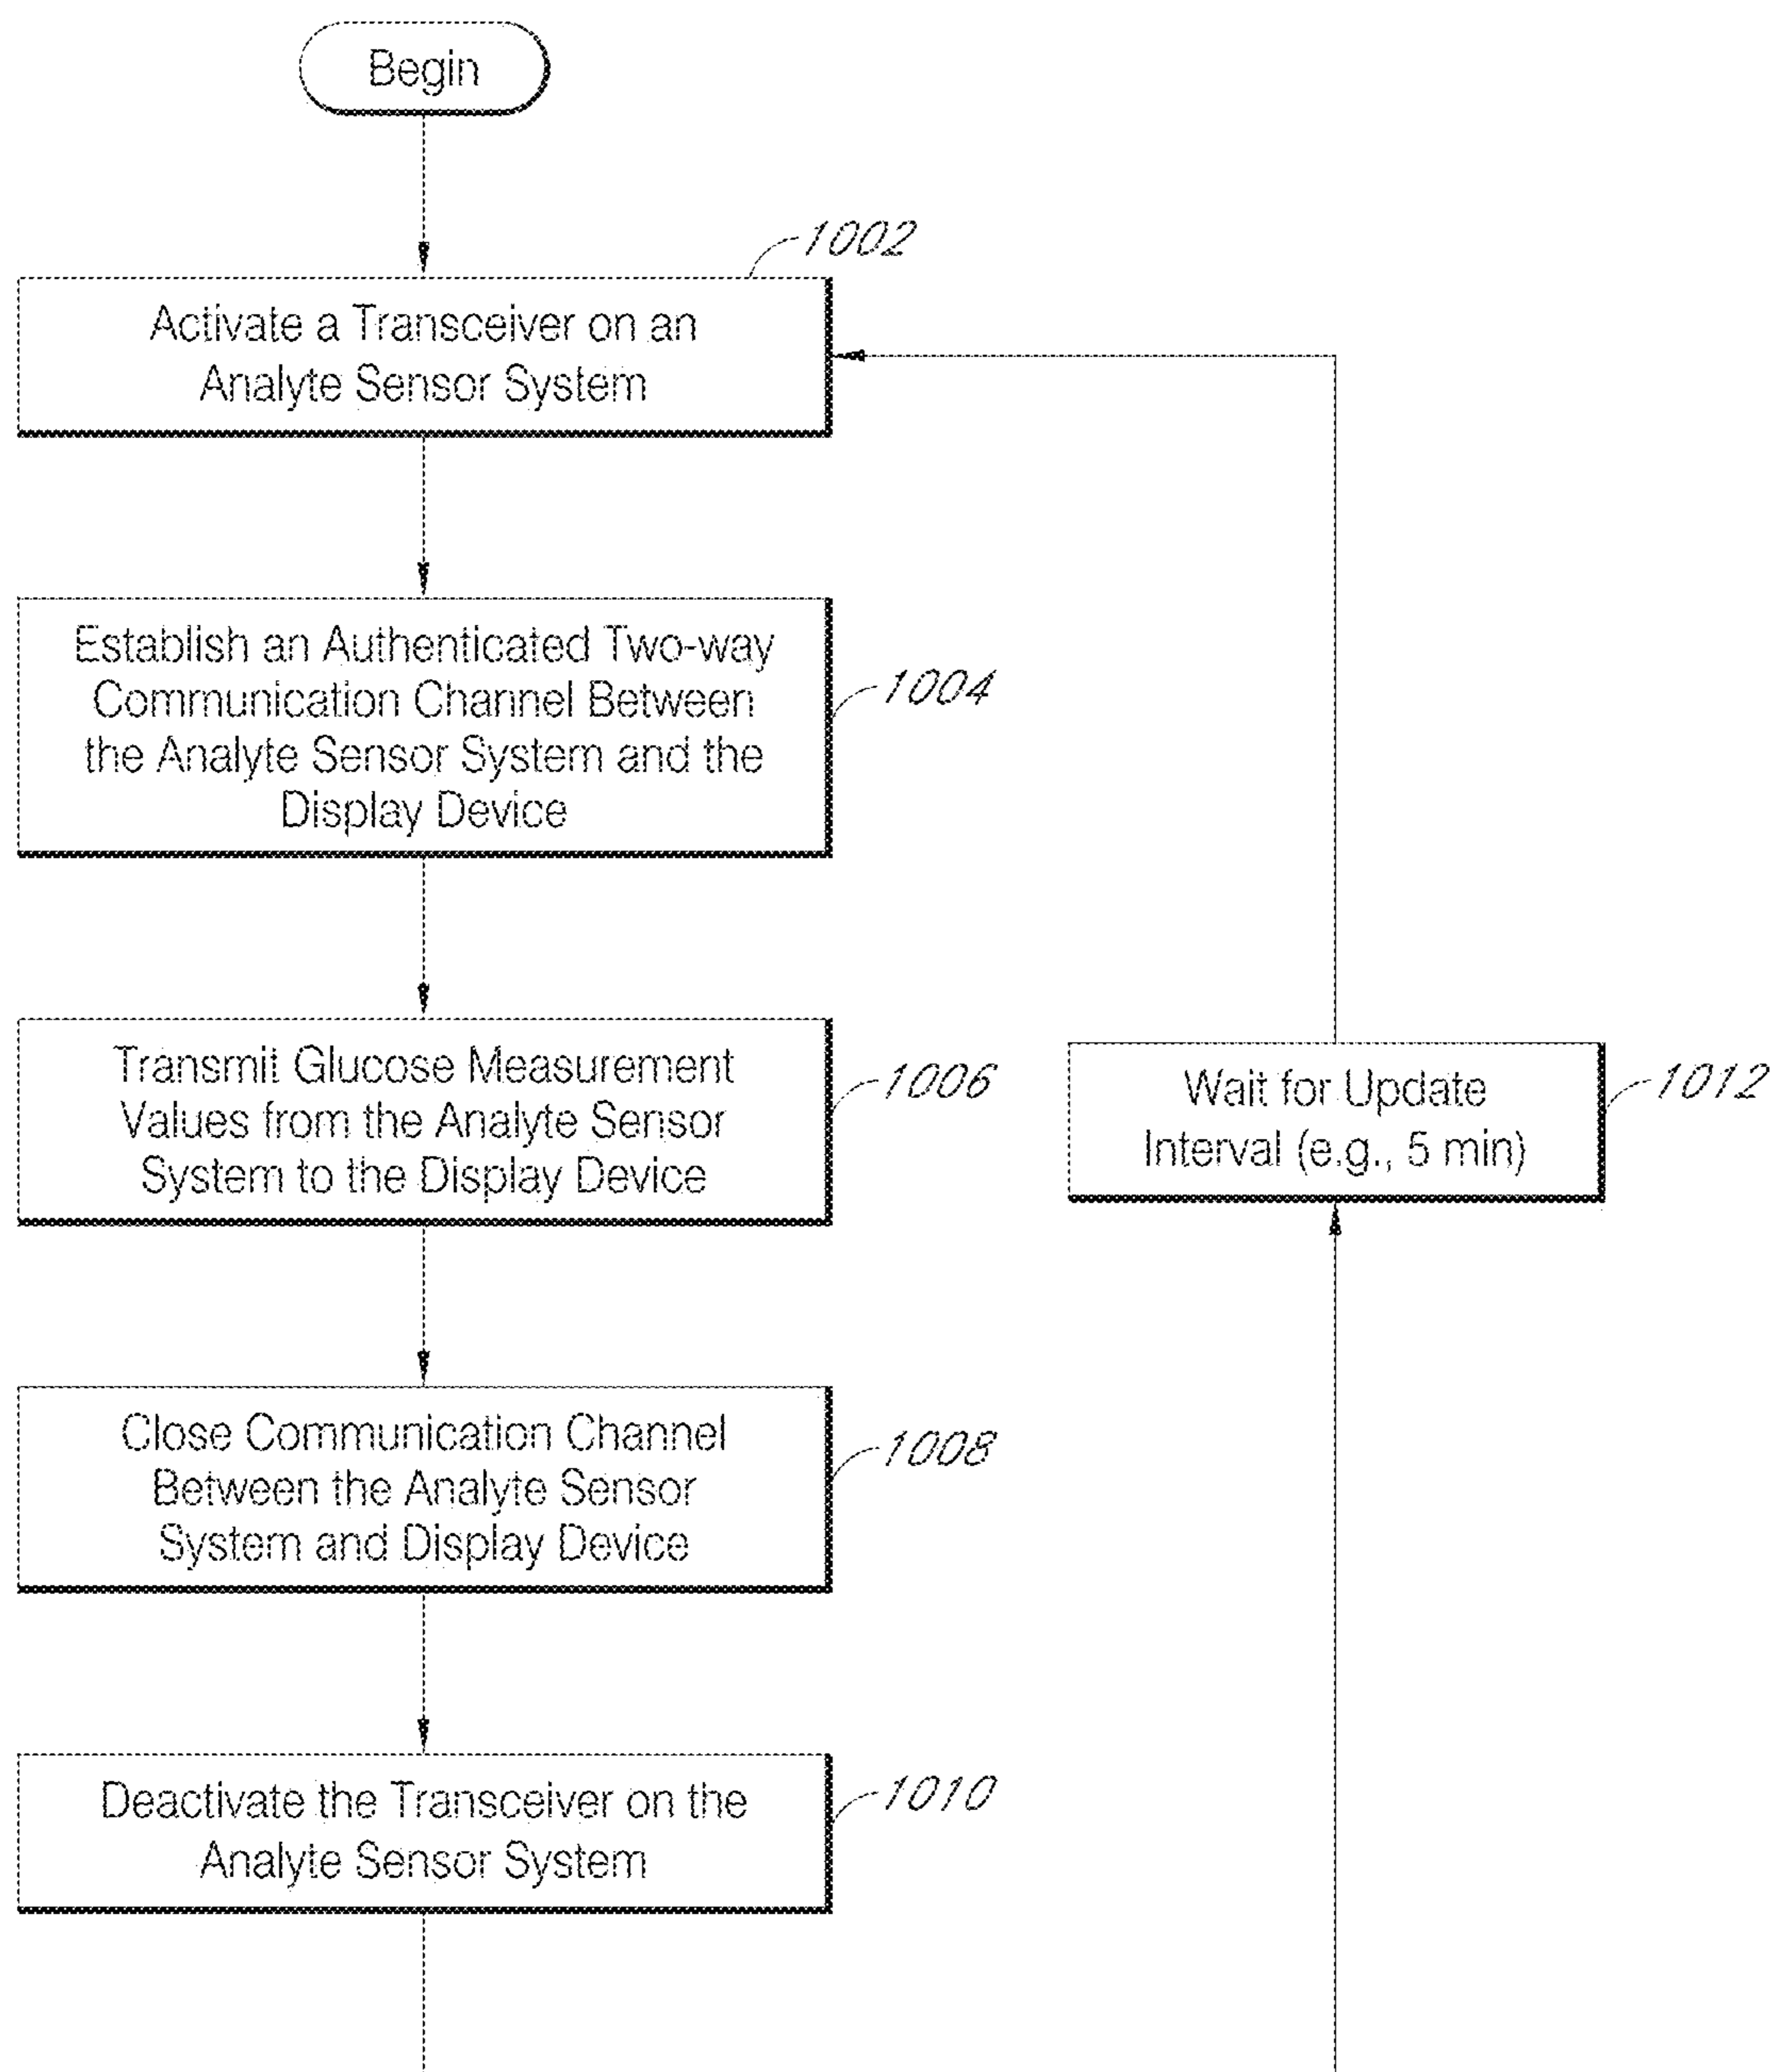 Begin
1002
Activate a Transceiver on an
Analyte Sensor System
Establish an Authenticated Two-way
Communication Channel Between
the Analyte Sensor System and the
Display Device
1004
Transmit Glucose Measurement
Values from the Analyte Sensor
System to the Display Device
1006
Wait for Update
Interval (e.g., 5 min)
1012
Close Communication Channel
Between the Analyte Sensor
System and Display Device
1008
Deactivate the Transceiver on the
Analyte Sensor System
1010